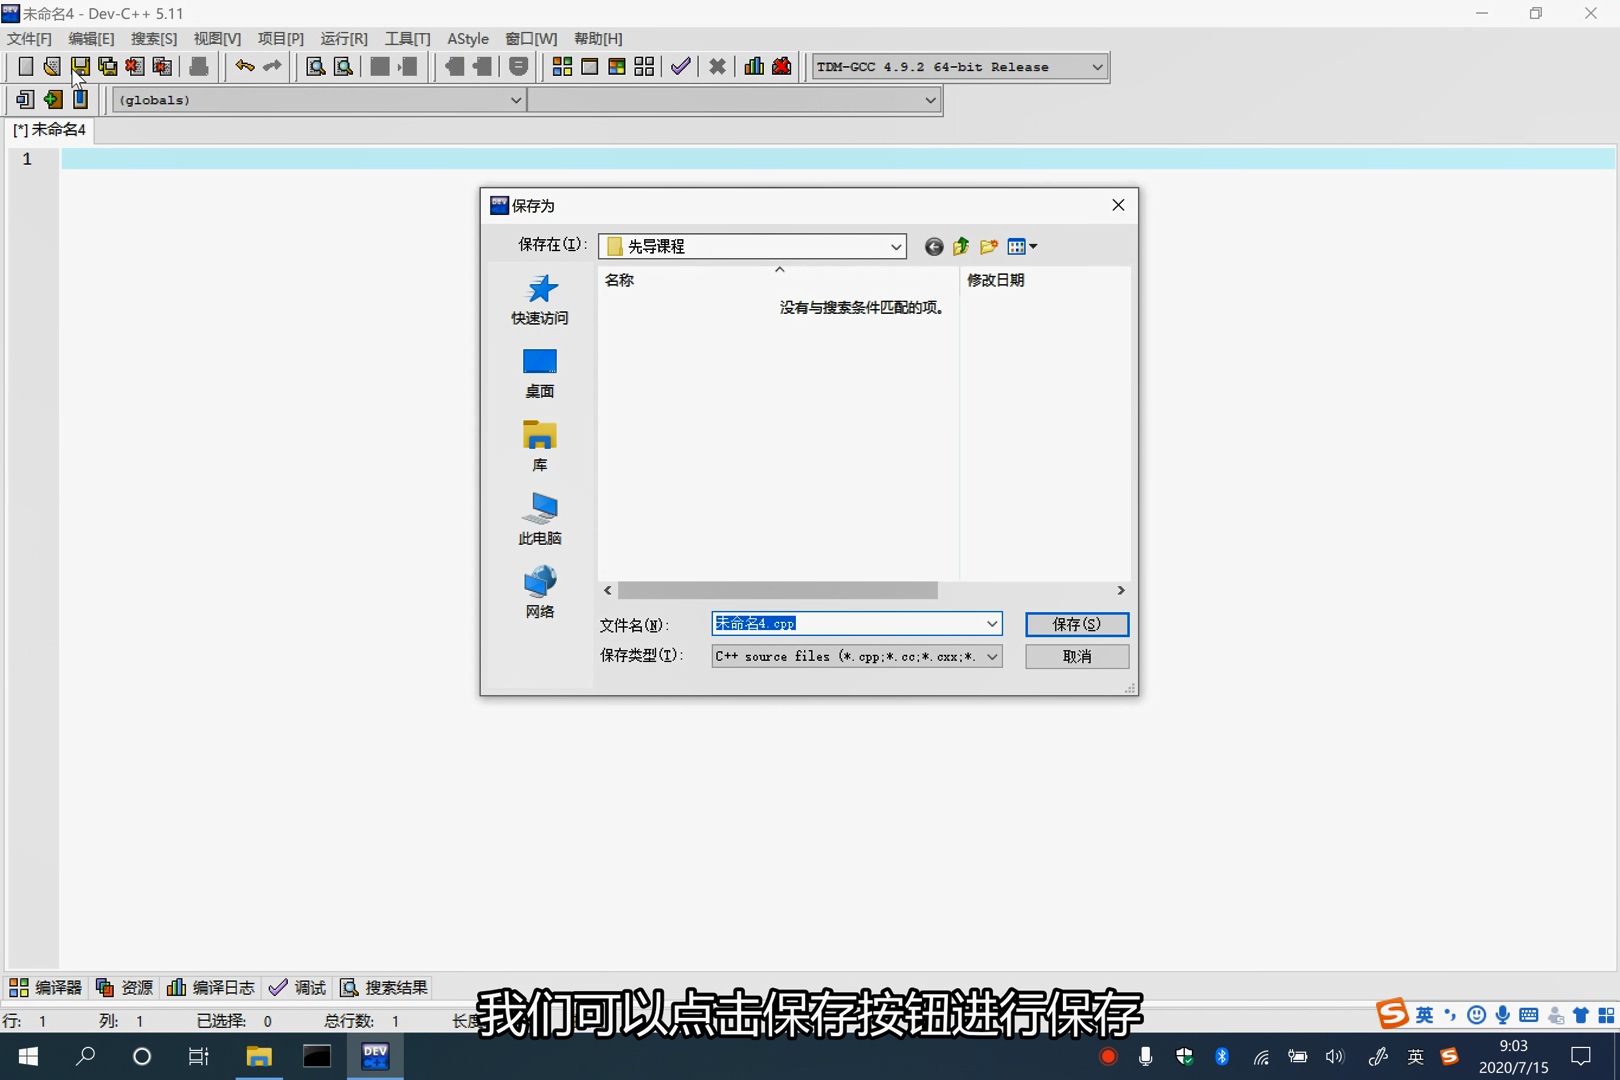 未命名4 - Dev-C++ 5.11
文件[F] 编辑[E] 搜索[S] 视图[V] 项目[P] 运行[R] 工具[T] AStyle 窗口[W] 帮助[H]
TDM-GCC 4.9.2 64-bit Release
(globals)
[*] 未命名4
1
保存为
保存在(I): 先导课程
名称 修改日期
没有与搜索条件匹配的项。
快速访问
桌面
库
此电脑
网络
文件名(N): 未命名4.cpp 保存(S)
保存类型(T): C++ source files (*.cpp;*.cc;*.cxx;*. 取消
编译器 资源 编译日志 调试 搜索结果
行: 1 列: 1 已选择: 0 总行数: 1 长度
我们可以点击保存按钮进行保存
英
DEV C++
英
9:03
2020/7/15